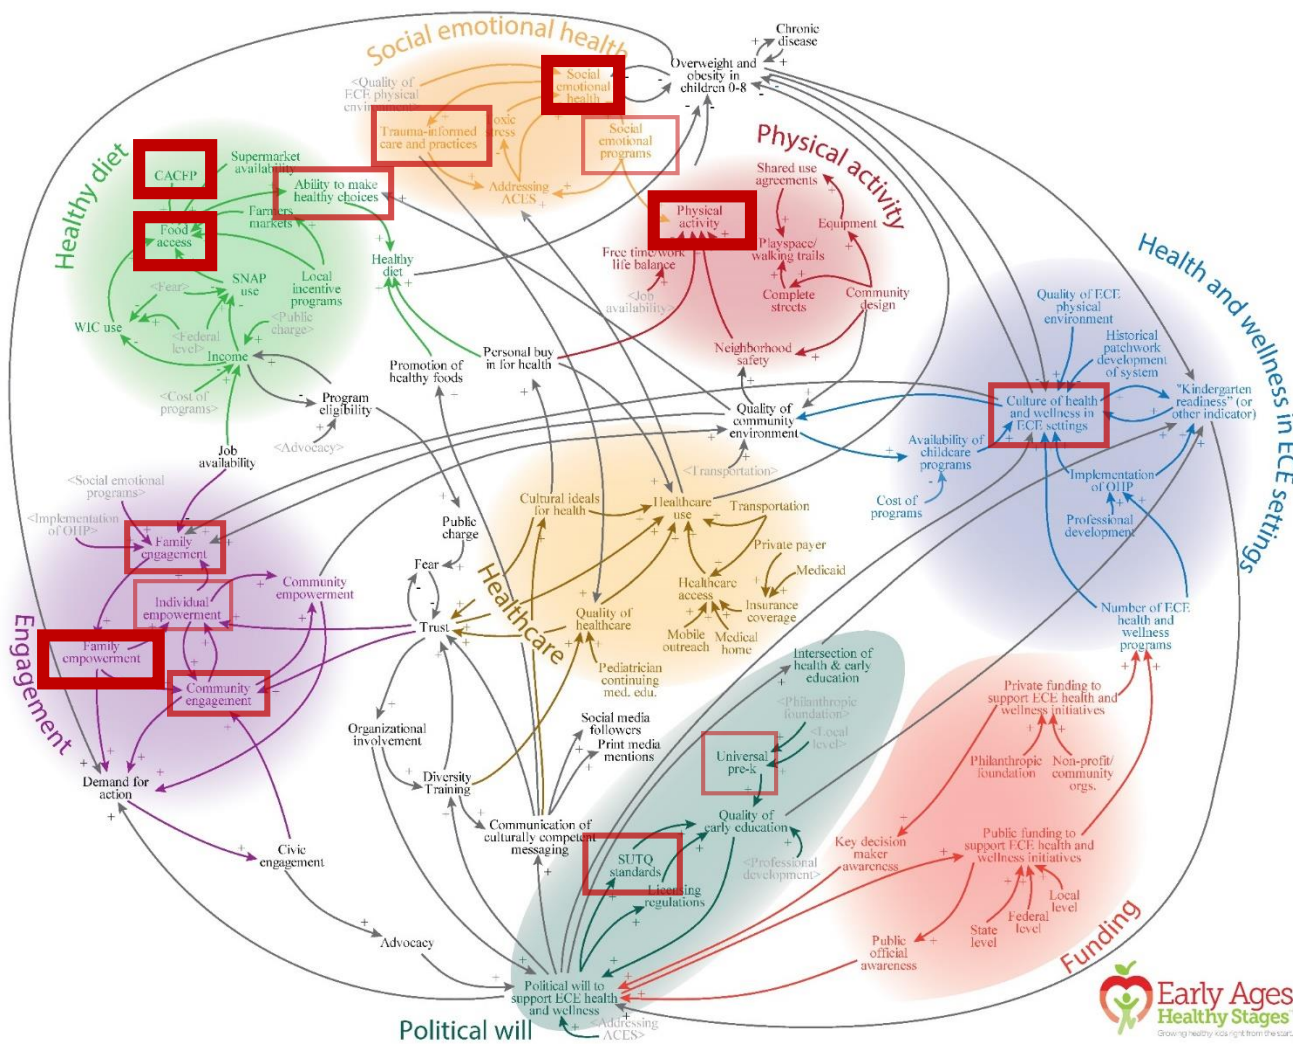 Social emotional health
Chronic
disease
Overweight and
obesity in
children 0-8
<Quality of
ECE physical
environment>
Social
emotional
health
Trauma-informed
care and practices
Toxic
stress
Social
emotional
programs
Addressing
ACES
Physical activity
Shared use
agreements
Physical
activity
Equipment
Playspace/
walking trails
Free time/work
life balance
<Job
availability>
Complete
streets
Community
design
Neighborhood
safety
Healthy diet
CACFP
Supermarket
availability
Ability to make
healthy choices
Farmers
markets
Food
access
Healthy
diet
SNAP
use
Local
incentive
programs
<Fear>
WIC use
<Public
charge>
<Federal
level>
Income
<Cost of
programs>
Program
eligibility
<Advocacy>
Job
availability
Promotion of
healthy foods
Personal buy
in for health
Quality of
community
environment
<Transportation>
Health and wellness in ECE settings
Quality of ECE
physical
environment
Historical
patchwork
development
of system
Culture of health
and wellness in
ECE settings
"Kindergarten
readiness" (or
other indicator)
Availability of
childcare
programs
Cost of
programs
Implementation
of OHP
Professional
development
Number of ECE
health and
wellness
programs
Engagement
<Social emotional
programs>
<Implementation
of OHP>
Family
engagement
Individual
empowerment
Community
empowerment
Family
empowerment
Community
engagement
Demand for
action
Civic
engagement
Advocacy
Public
charge
Fear
Trust
Organizational
involvement
Diversity
Training
Social media
followers
Print media
mentions
Communication of
culturally competent
messaging
Healthcare
Cultural ideals
for health
Healthcare
use
Transportation
Private payer
Medicaid
Healthcare
access
Insurance
coverage
Mobile
outreach
Medical
home
Quality of
healthcare
Pediatrician
continuing
med. edu.
Political will
Intersection of
health & early
education
<Philanthropic
foundation>
<Local
level>
Universal
pre-k
Quality of
early education
SUTQ
standards
Licensing
regulations
<Professional
development>
Political will to
support ECE health
and wellness
<Addressing
ACES>
Funding
Private funding to
support ECE health and
wellness initiatives
Philanthropic
foundation
Non-profit/
community
orgs.
Key decision
maker
awareness
Public funding to
support ECE health and
wellness initiatives
State
level
Federal
level
Local
level
Public
official
awareness
Early Ages
Healthy Stages
Growing healthy kids right from the start.